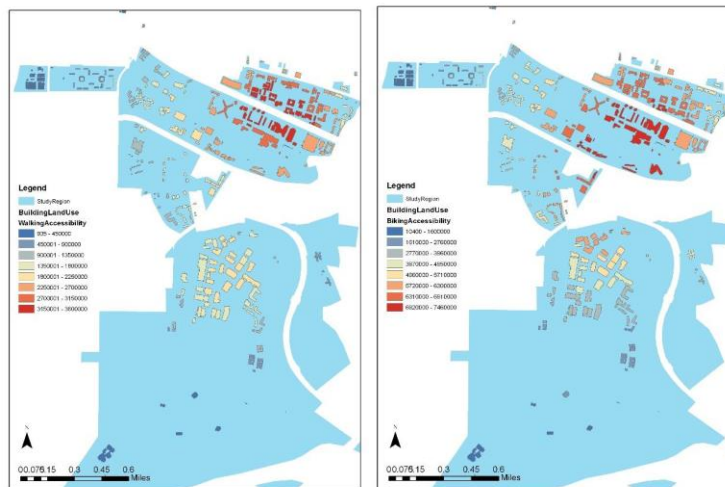 Legend
StudyRegion
BuildingLandUse
WalkingAccessibility
450001 - 900000
900001 - 1350000
1350001 - 1800000
1800001 - 2250000
2250001 - 2700000
2700001 - 3150000
3150001 - 3600000
N
00.075.15 0.3 0.45 0.6
Miles
Legend
StudyRegion
BuildingLandUse
BikingAccessibility
10400 - 1600000
1610000 - 2760000
2770000 - 3860000
3870000 - 4850000
4860000 - 5710000
5720000 - 6300000
6310000 - 6810000
6820000 - 7460000
N
00.075.15 0.3 0.45 0.6
Miles